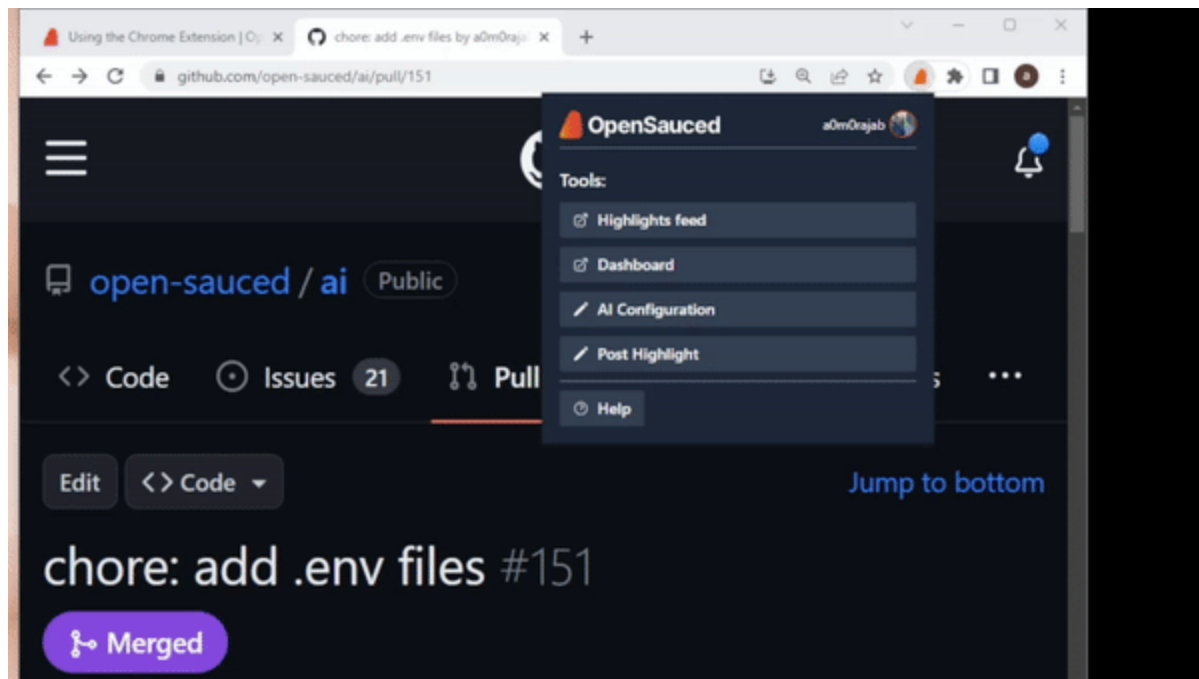 Using the Chrome Extension | Op
chore: add .env files by a0m0raja
github.com/open-sauced/ai/pull/151
a
OpenSauced
a0m0rajab
Tools:
Highlights feed
Dashboard
AI Configuration
Post Highlight
Help
open-sauced / ai Public
Code Issues 21 Pull
s
Edit Code Jump to bottom
chore: add .env files #151
Merged